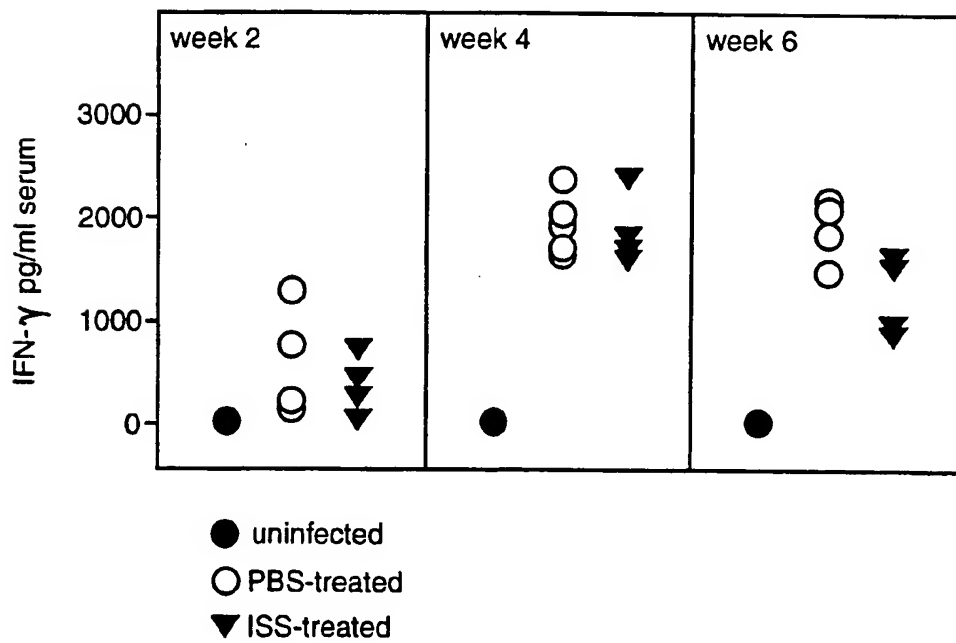 week 2
week 4
week 6
IFN-γ pg/ml serum
3000
2000
1000
0
uninfected
PBS-treated
ISS-treated